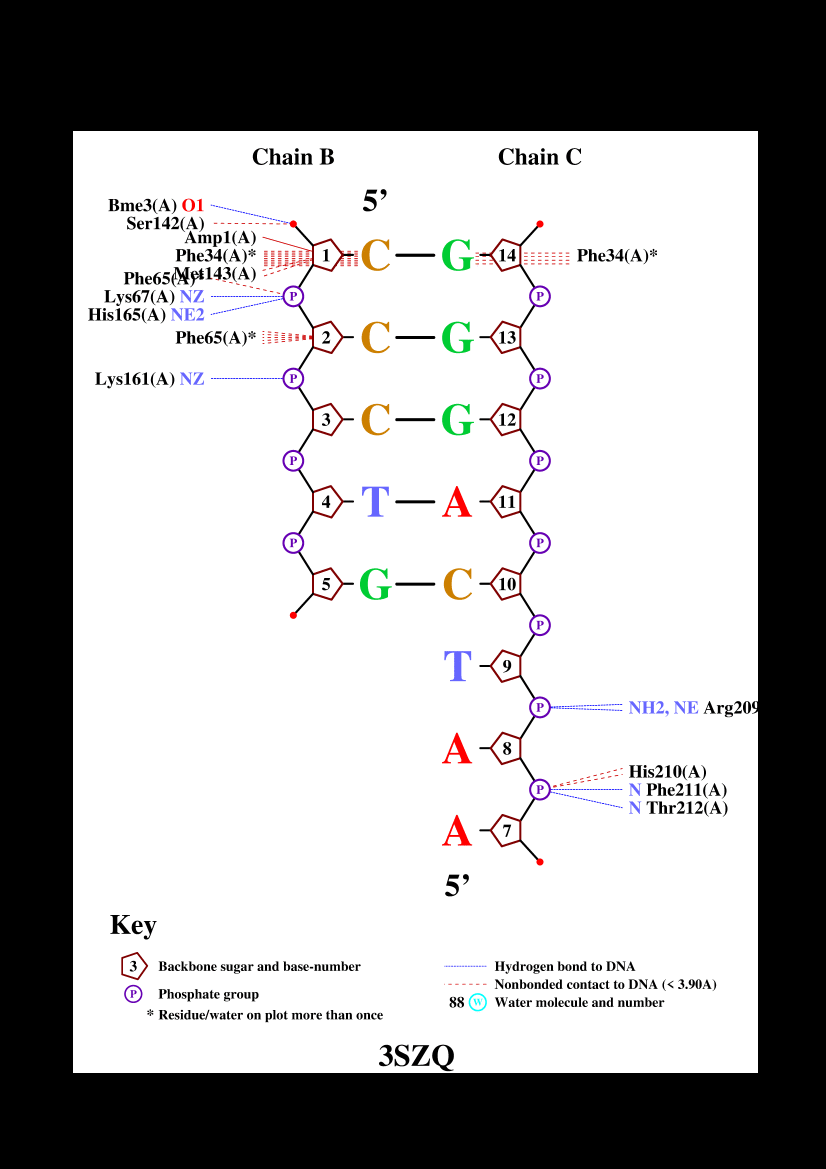 Chain B Chain C
5’
Bme3(A) O1
Ser142(A)
Amp1(A)
Phe34(A)* 1 C G 14 Phe34(A)*
Met143(A)
Phe65(A)*
Lys67(A) NZ P P
His165(A) NE2
Phe65(A)* 2 C G 13
Lys161(A) NZ P P
3 C G 12
P P
4 T A 11
P P
5 G C 10
P
T 9
P NH2, NE Arg209
A 8
His210(A)
P N Phe211(A)
N Thr212(A)
A 7
5’
Key
3 Backbone sugar and base-number
P Phosphate group
* Residue/water on plot more than once
Hydrogen bond to DNA
Nonbonded contact to DNA (< 3.90A)
88 W Water molecule and number
3SZQ